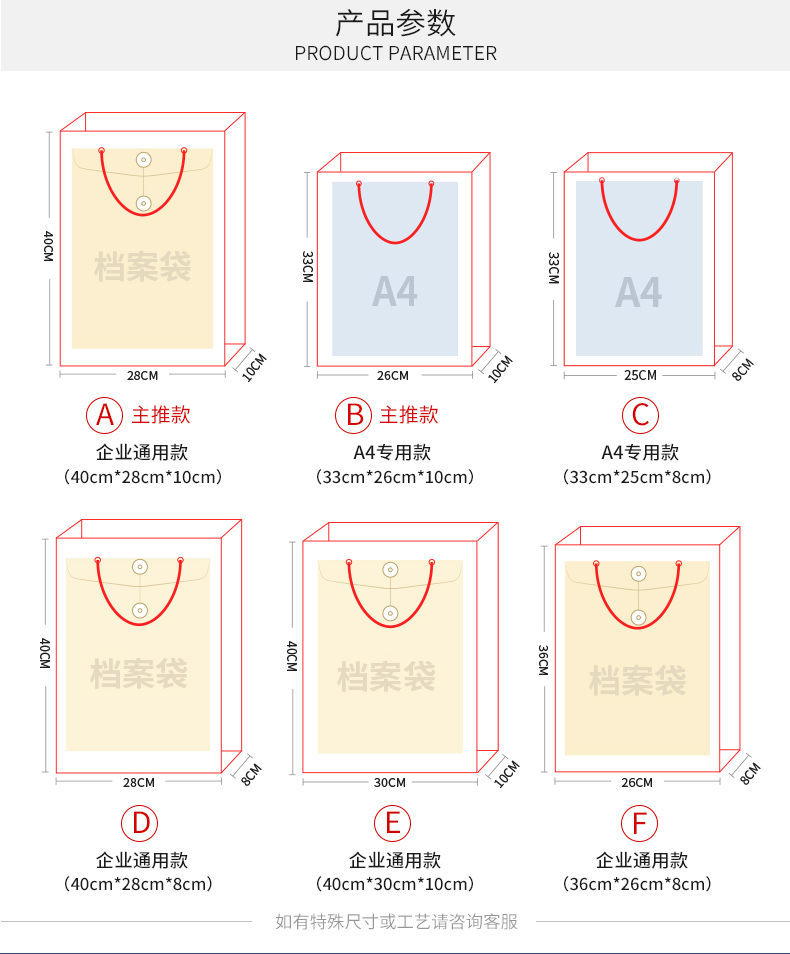 产品参数
PRODUCT PARAMETER
40CM
档案袋
28CM
10CM
33CM
A4
26CM
10CM
33CM
A4
25CM
8CM
A 主推款
企业通用款
（40cm*28cm*10cm）
B 主推款
A4专用款
（33cm*26cm*10cm）
C
A4专用款
（33cm*25cm*8cm）
40CM
档案袋
28CM
8CM
40CM
档案袋
30CM
10CM
36CM
档案袋
26CM
8CM
D
企业通用款
（40cm*28cm*8cm）
E
企业通用款
（40cm*30cm*10cm）
F
企业通用款
（36cm*26cm*8cm）
如有特殊尺寸或工艺请咨询客服